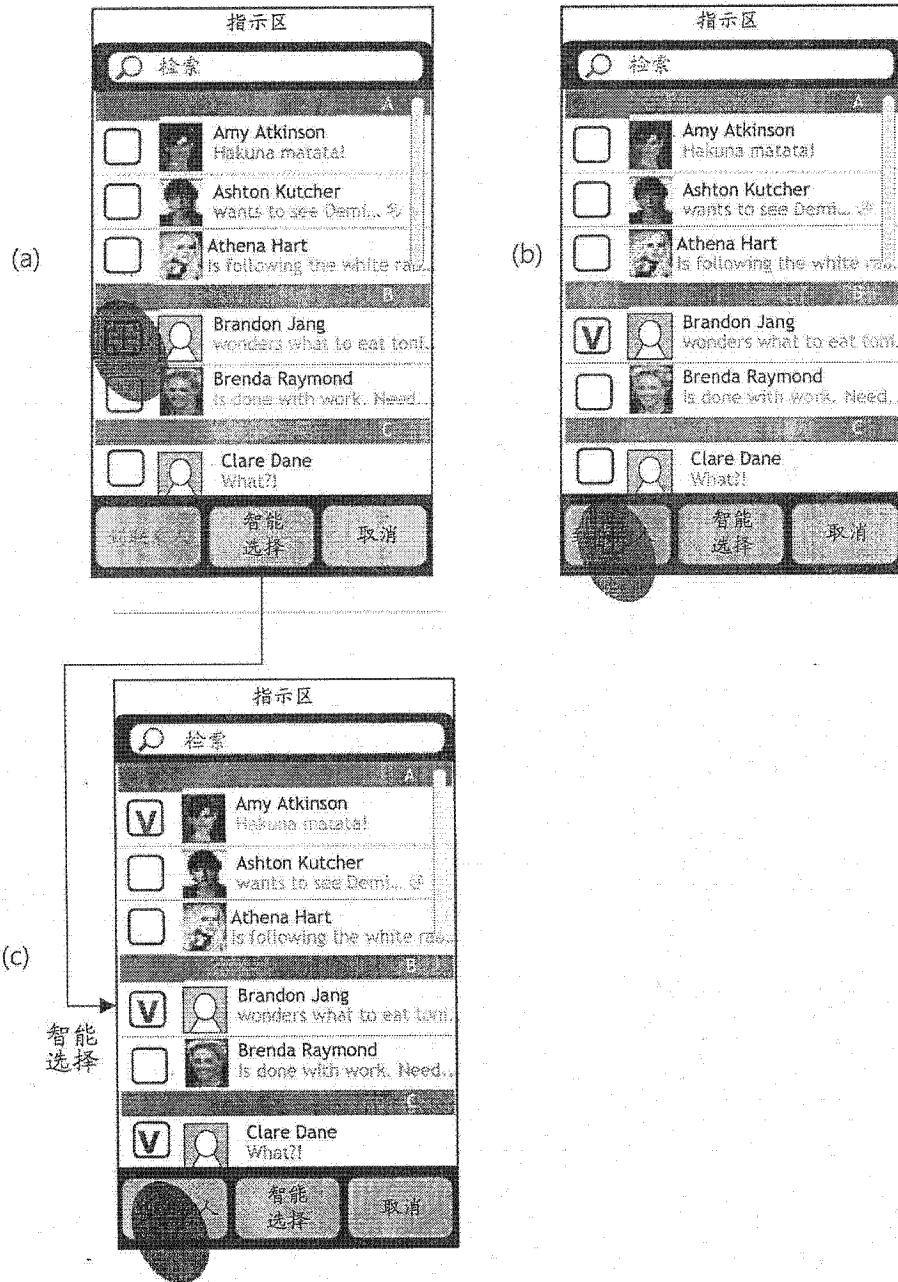 (a)
指示区
检索
A
Amy Atkinson
Hakuna matata!
Ashton Kutcher
wants to see Demi...
Athena Hart
is following the white rab...
B
Brandon Jang
wonders what to eat toni...
Brenda Raymond
is done with work. Need...
C
Clare Dane
What?!
智能
选择
取消
(b)
指示区
检索
A
Amy Atkinson
Hakuna matata!
Ashton Kutcher
wants to see Demi...
Athena Hart
is following the white rab...
B
V
Brandon Jang
wonders what to eat toni.
Brenda Raymond
is done with work. Need.
C
Clare Dane
What?!
人
智能
选择
取消
(c)
智能
选择
指示区
检索
A
V
Amy Atkinson
Hakuna matata!
Ashton Kutcher
wants to see Demi...
Athena Hart
is following the white rab...
B
V
Brandon Jang
wonders what to eat toni.
Brenda Raymond
is done with work. Need...
C
V
Clare Dane
What?!
人
智能
选择
取消